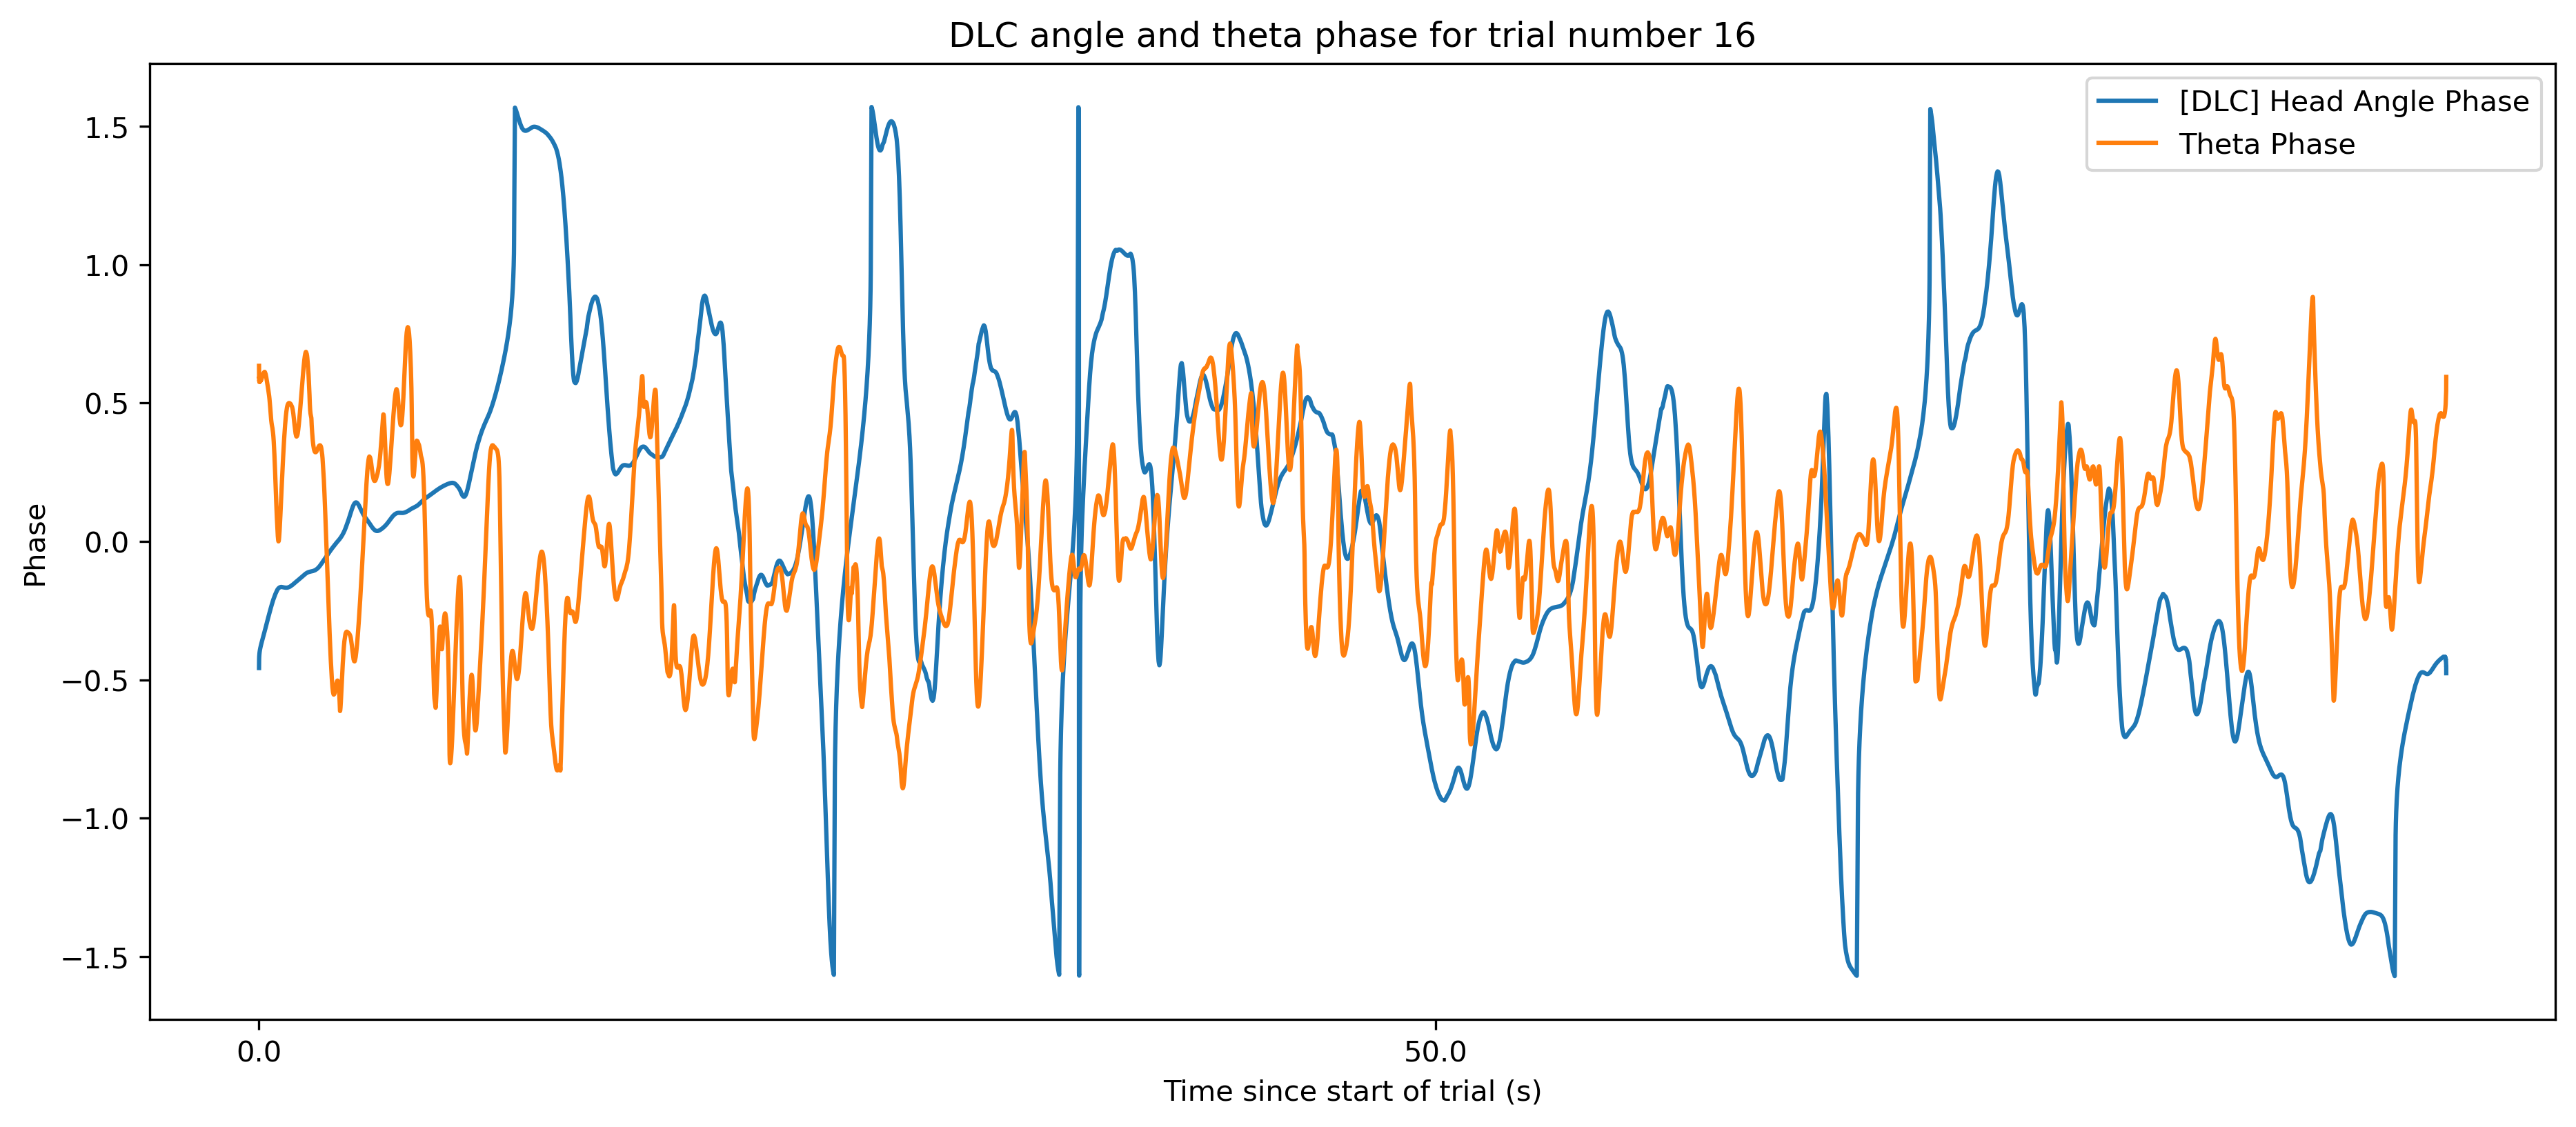 DLC angle and theta phase for trial number 16
[DLC] Head Angle Phase
Theta Phase
1.5
1.0
0.5
0.0
−0.5
−1.0
−1.5
Phase
0.0 50.0
Time since start of trial (s)